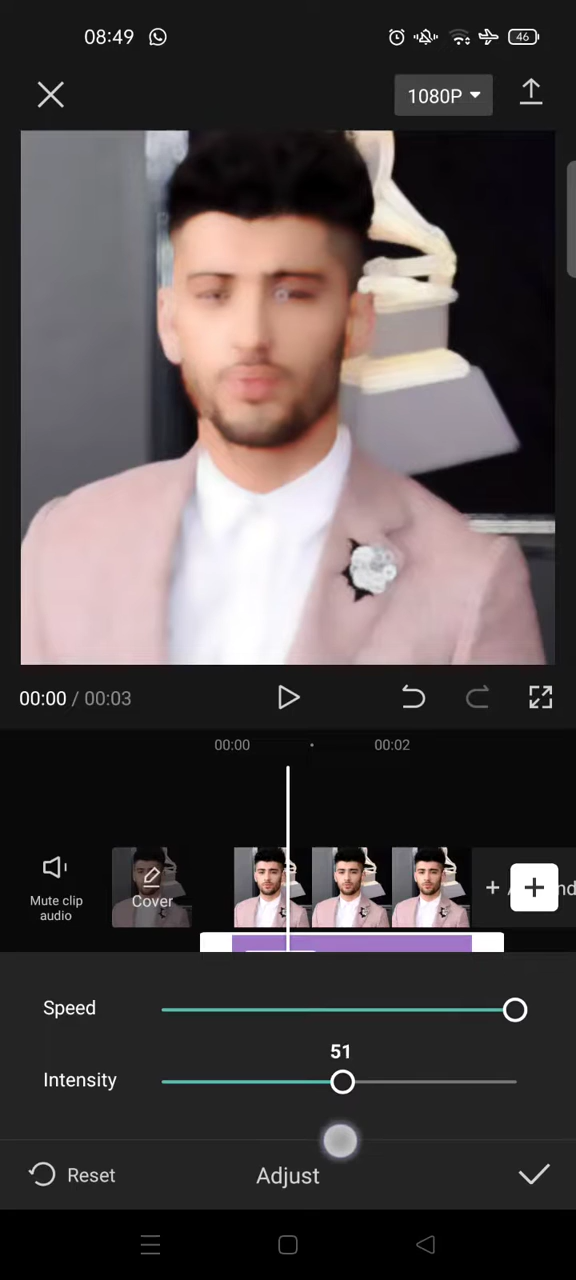 08:49
46
1080P
00:00 / 00:03
00:00
00:02
Mute clip
audio
Cover
+
Speed
51
Intensity
Reset
Adjust